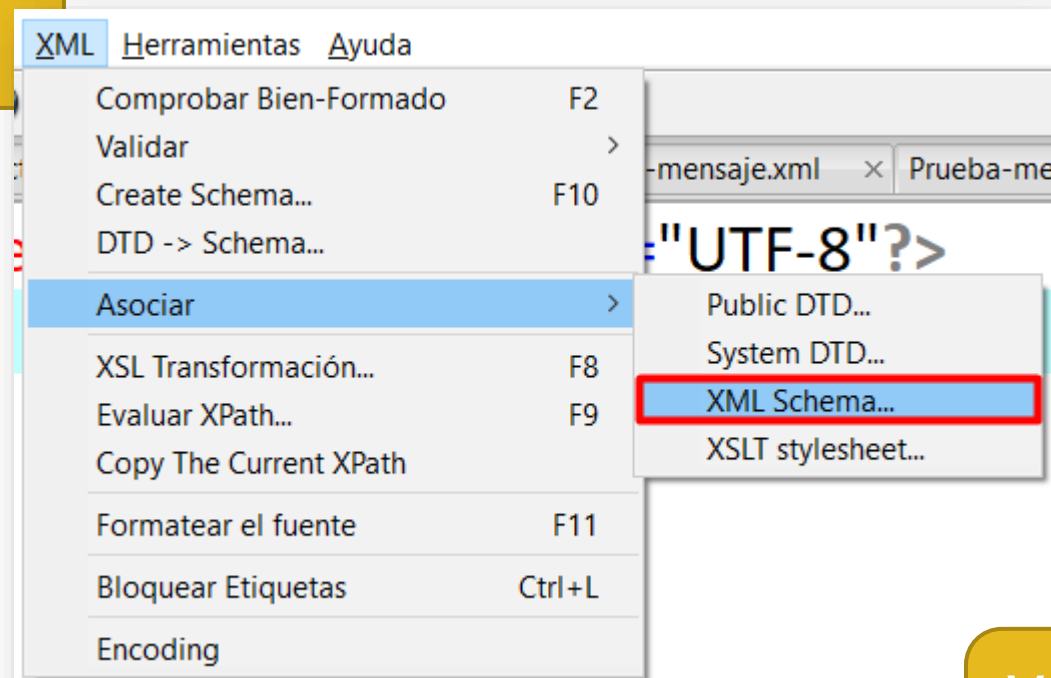 XML Herramientas Ayuda
Comprobar Bien-Formado F2
Validar >
Create Schema... F10
DTD -> Schema...
-mensaje.xml × Prueba-me
="UTF-8"?>
Asociar >
Public DTD...
System DTD...
XML Schema...
XSLT stylesheet...
XSL Transformación... F8
Evaluar XPath... F9
Copy The Current XPath
Formatear el fuente F11
Bloquear Etiquetas Ctrl+L
Encoding